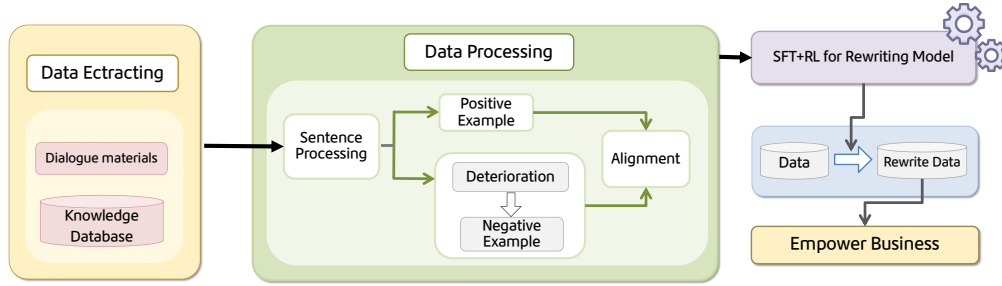 Data Ectracting
Dialogue materials
Knowledge
Database
Data Processing
Sentence
Processing
Positive
Example
Deterioration
Negative
Example
Alignment
SFT+RL for Rewriting Model
Data
Rewrite Data
Empower Business